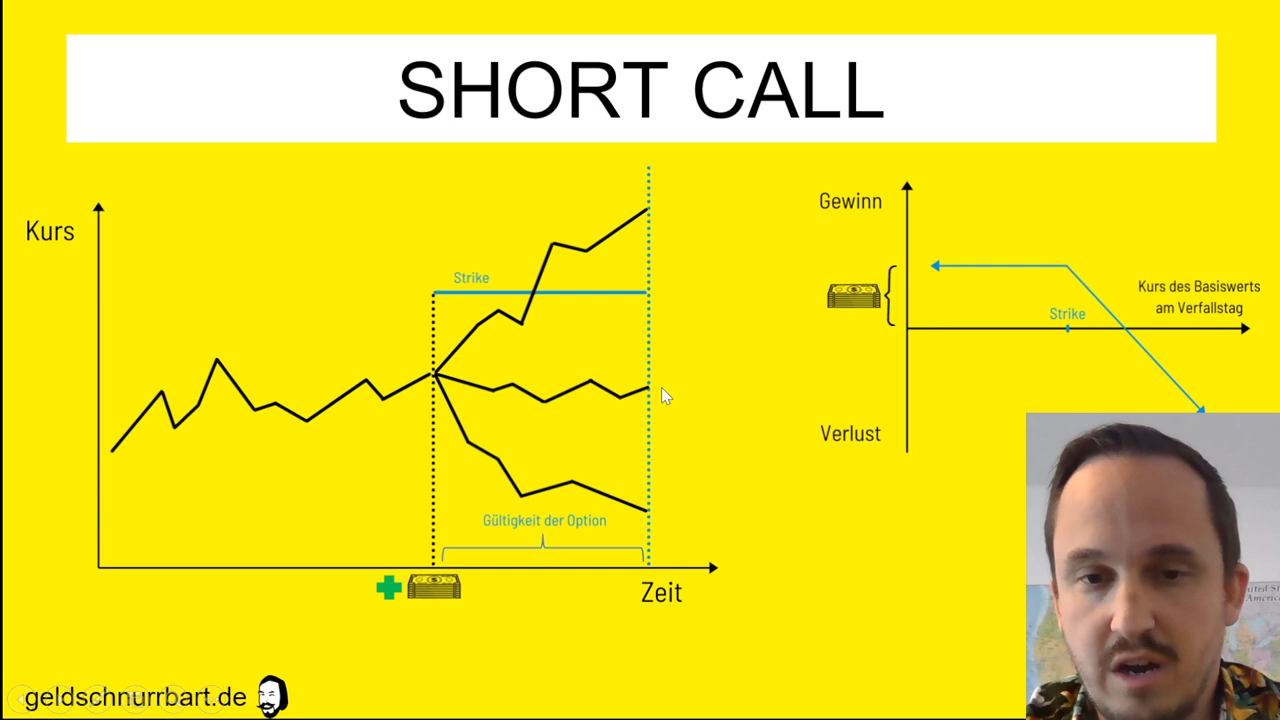 SHORT CALL
Kurs
Strike
Gültigkeit der Option
Zeit
Gewinn
Kurs des Basiswerts
am Verfallstag
Strike
Verlust
geldschnurrbart.de